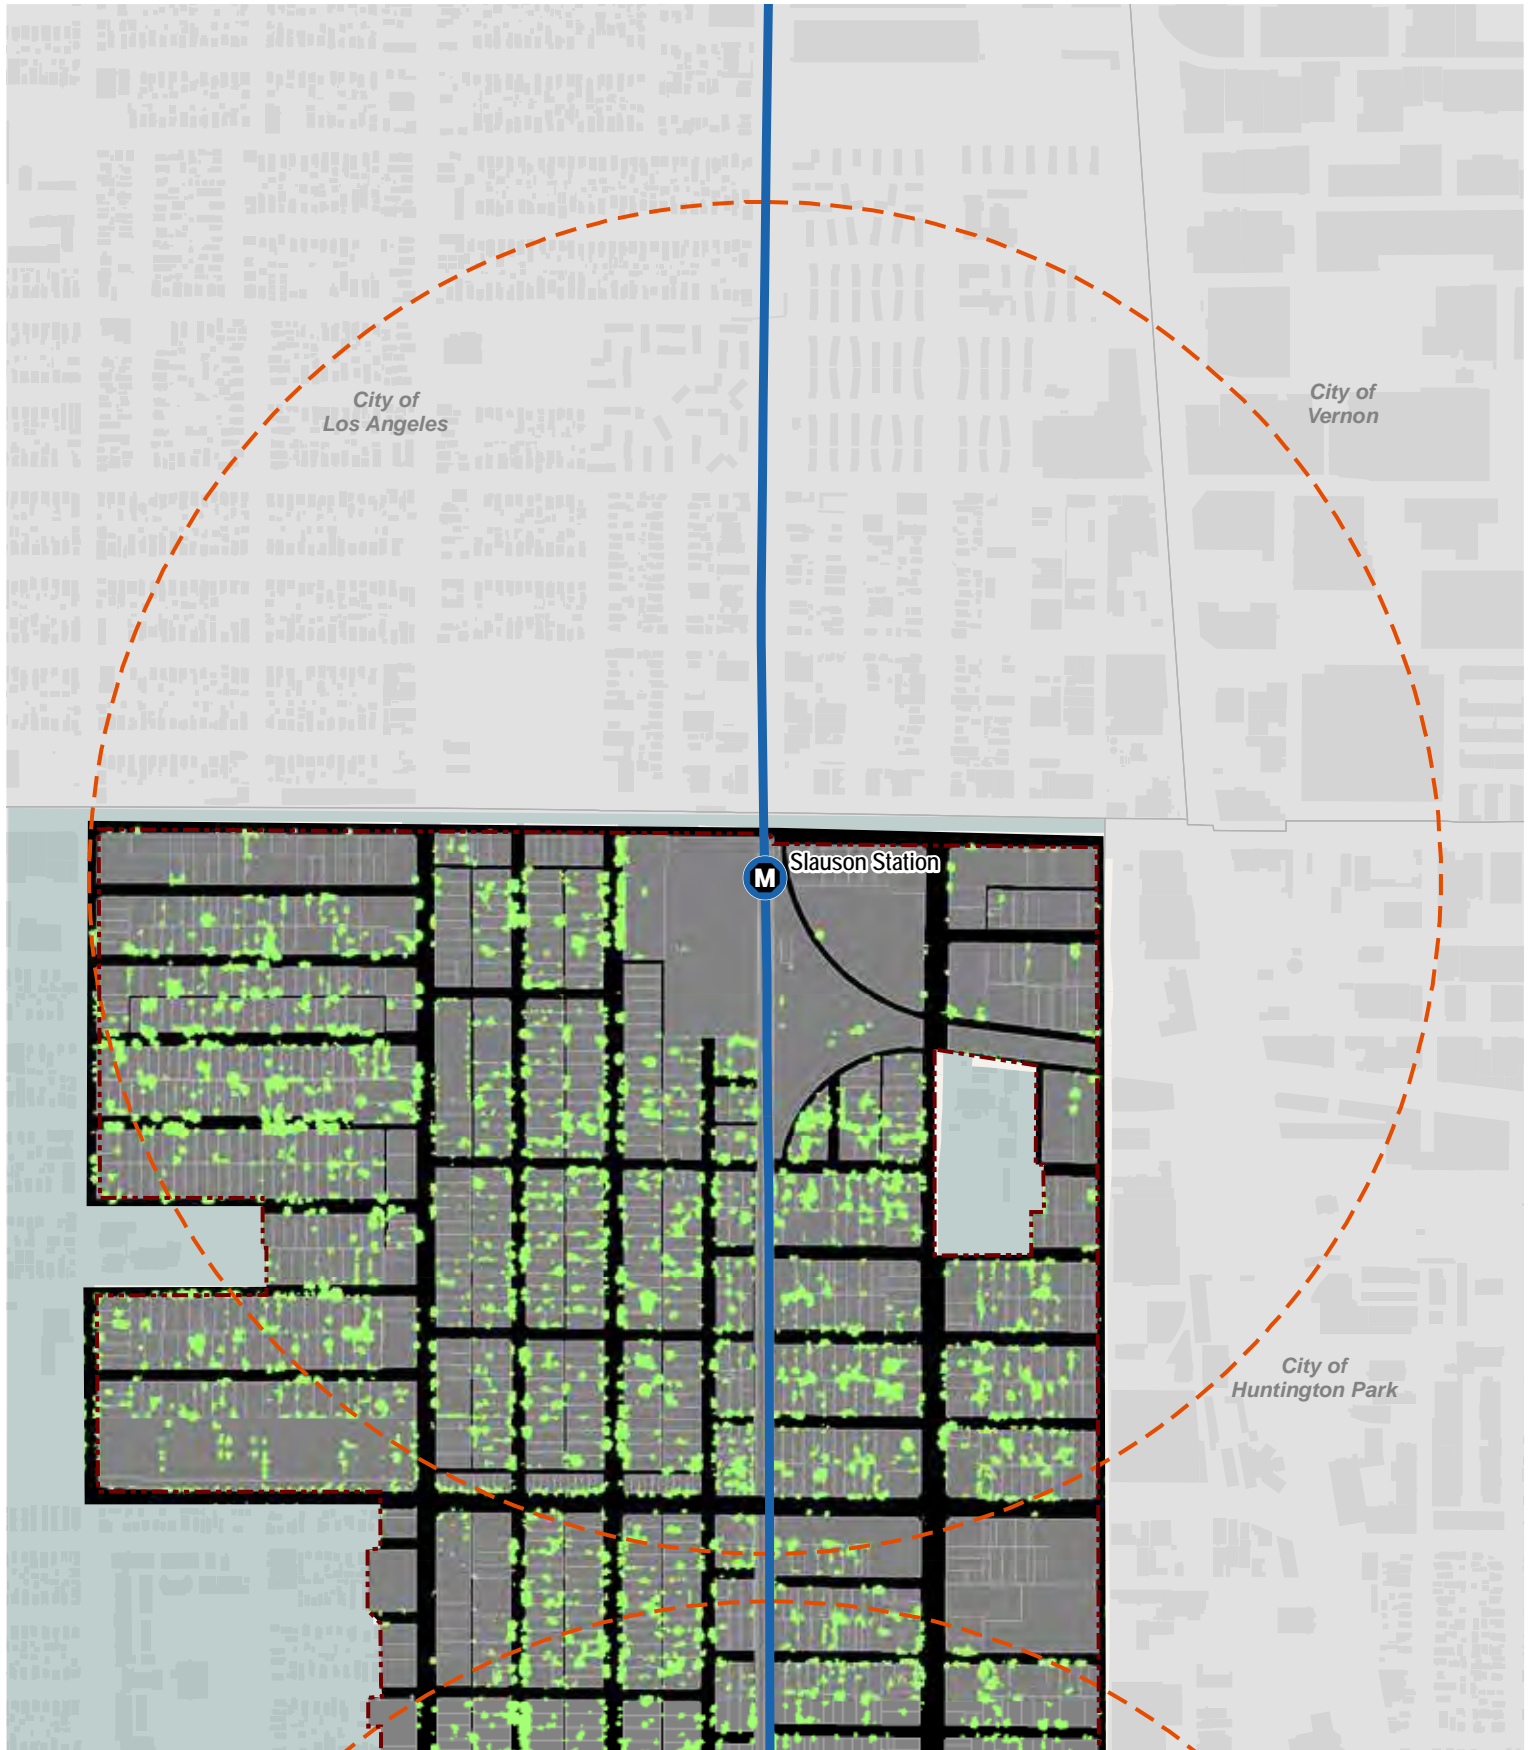 City of
Los Angeles
City of
Vernon
Slauson Station
M
City of
Huntington Park